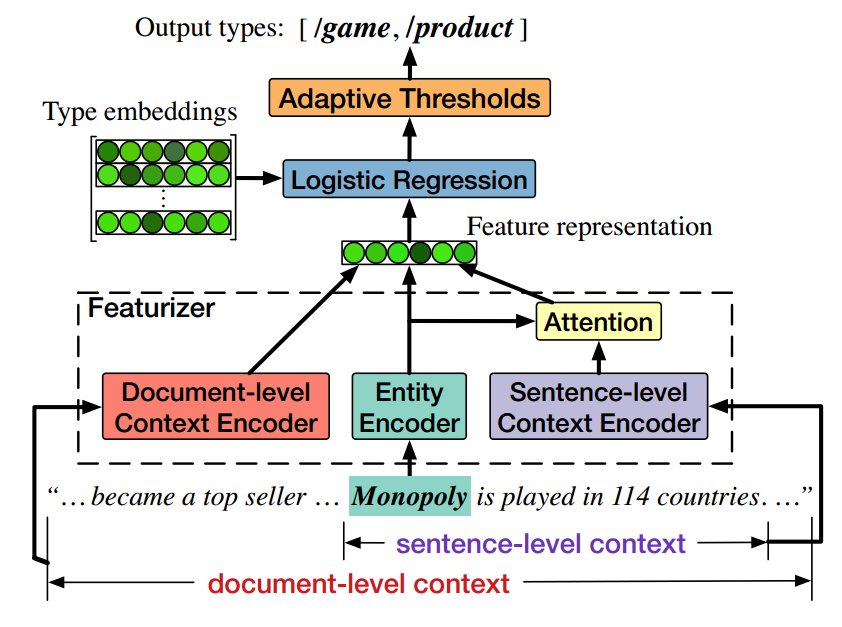 Output types: [ /game, /product ]
Adaptive Thresholds
Type embeddings
Logistic Regression
Feature representation
Featurizer
Attention
Document-level
Context Encoder
Entity
Encoder
Sentence-level
Context Encoder
“… became a top seller … Monopoly is played in 114 countries. …”
sentence-level context
document-level context